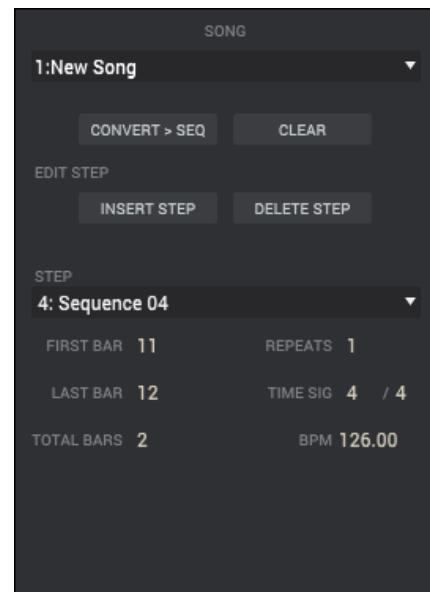 SONG
1:New Song
CONVERT > SEQ CLEAR
EDIT STEP
INSERT STEP DELETE STEP
STEP
4: Sequence 04
FIRST BAR 11 REPEATS 1
LAST BAR 12 TIME SIG 4 / 4
TOTAL BARS 2 BPM 126.00